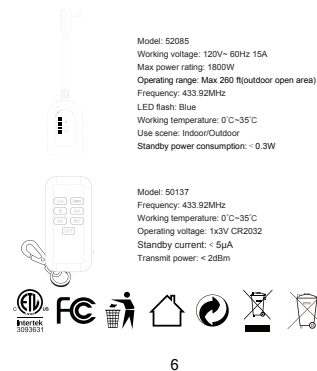 Model: 52085
Working voltage: 120V~ 60Hz 15A
Max power rating: 1800W
Operating range: Max 260 ft(outdoor open area)
Frequency: 433.92MHz
LED flash: Blue
Working temperature: 0℃~35℃
Use scene: Indoor/Outdoor
Standby power consumption:﹤0.3W
Model: 50137
Frequency: 433.92MHz
Working temperature: 0℃~35℃
Operating voltage: 1x3V CR2032
Standby current:﹤5μA
Transmit power: < 2dBm
C ETL US
Intertek
3093631
FC
6